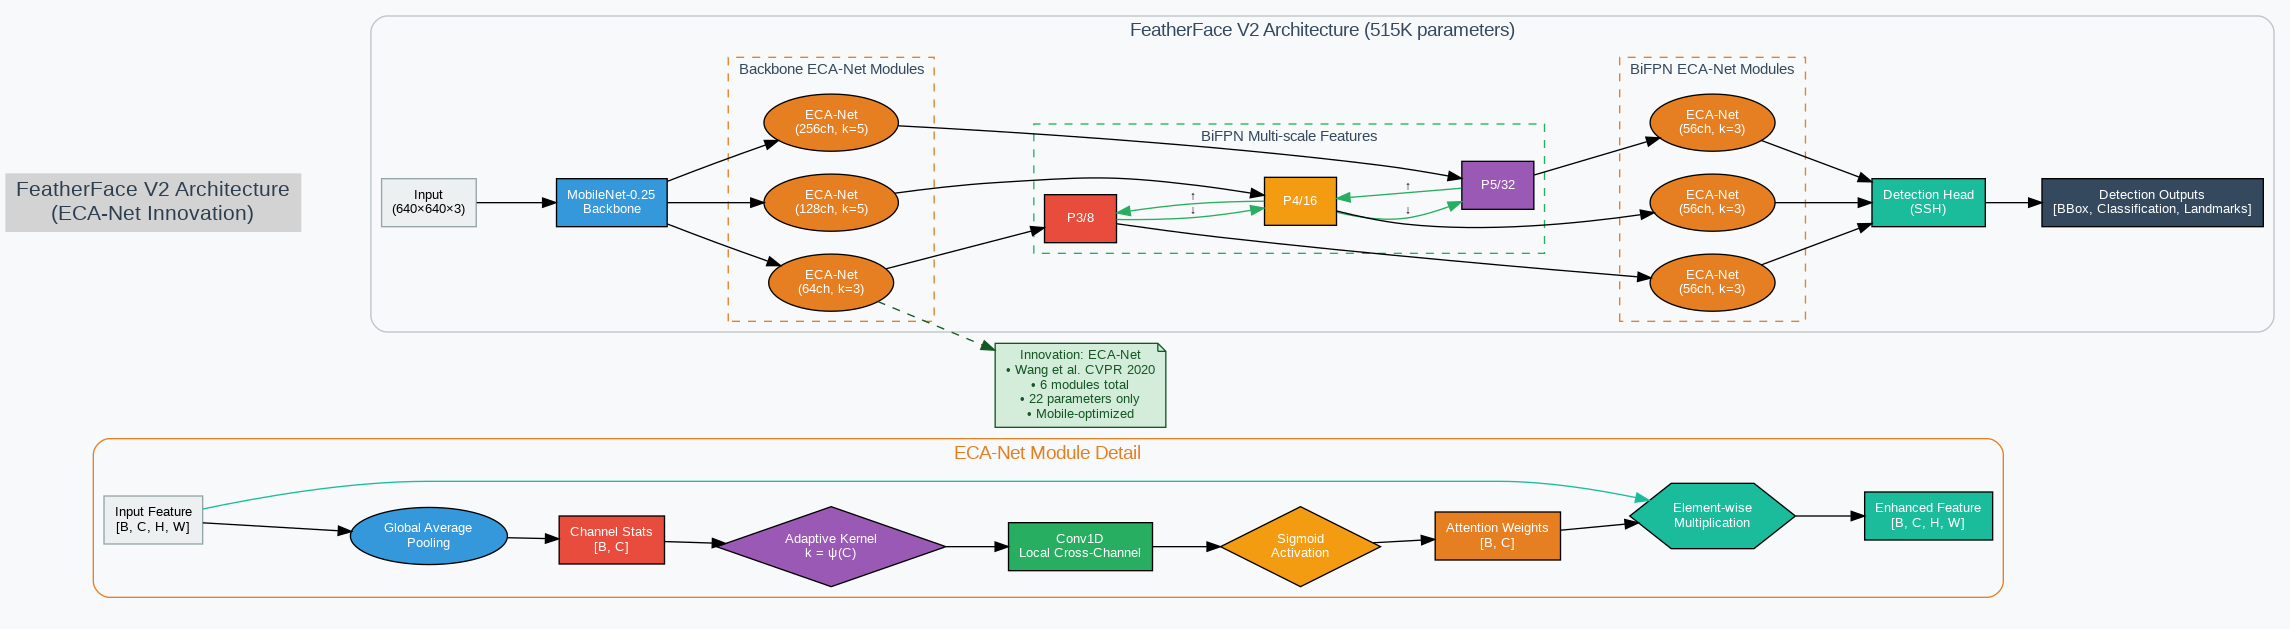 FeatherFace V2 Architecture
(ECA-Net Innovation)
FeatherFace V2 Architecture (515K parameters)
Input
(640×640×3)
MobileNet-0.25
Backbone
Backbone ECA-Net Modules
ECA-Net
(256ch, k=5)
ECA-Net
(128ch, k=5)
ECA-Net
(64ch, k=3)
BiFPN Multi-scale Features
P3/8
↑
↓
P4/16
↑
↓
P5/32
BiFPN ECA-Net Modules
ECA-Net
(56ch, k=3)
ECA-Net
(56ch, k=3)
ECA-Net
(56ch, k=3)
Detection Head
(SSH)
Detection Outputs
[BBox, Classification, Landmarks]
Innovation: ECA-Net
• Wang et al. CVPR 2020
• 6 modules total
• 22 parameters only
• Mobile-optimized
ECA-Net Module Detail
Input Feature
[B, C, H, W]
Global Average
Pooling
Channel Stats
[B, C]
Adaptive Kernel
k = ψ(C)
Conv1D
Local Cross-Channel
Sigmoid
Activation
Attention Weights
[B, C]
Element-wise
Multiplication
Enhanced Feature
[B, C, H, W]